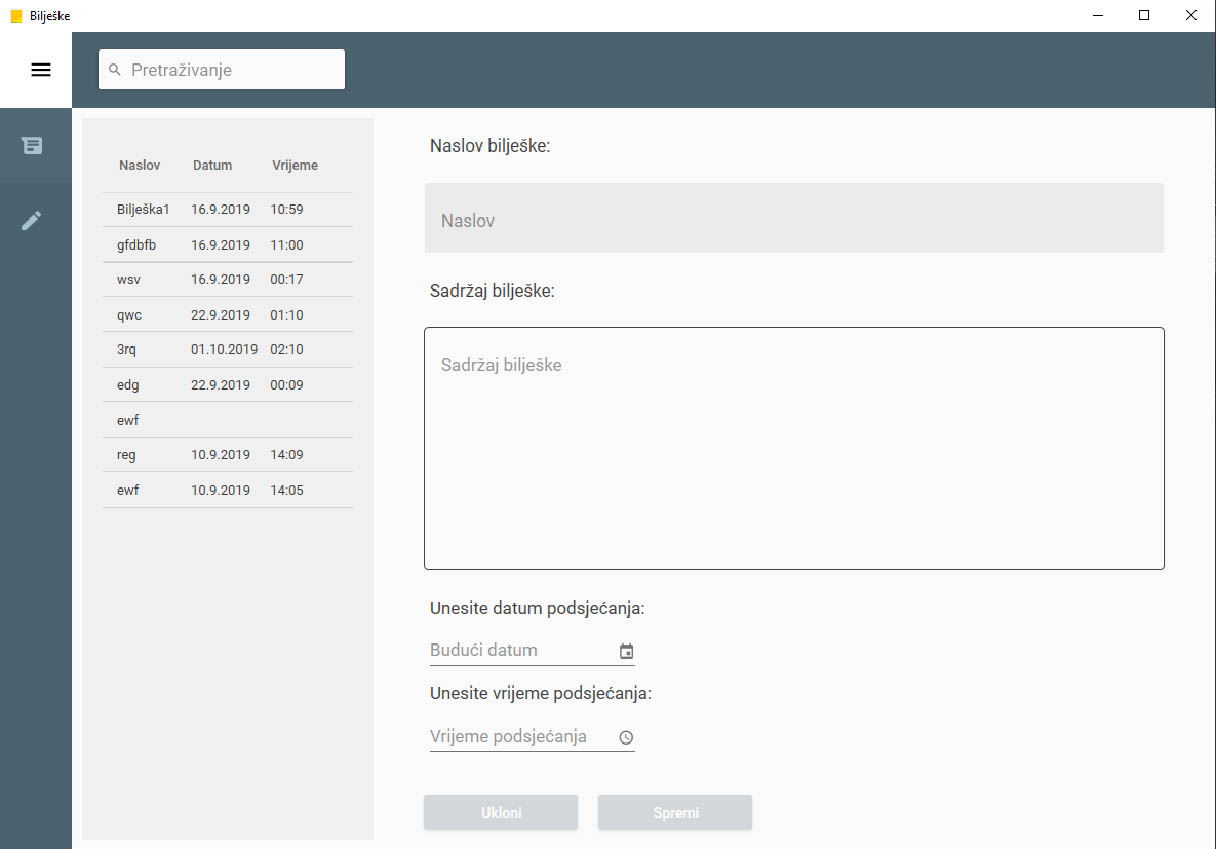 Bilješke
Pretraživanje
Naslov Datum Vrijeme
Bilješka1 16.9.2019 10:59
gfdbfb 16.9.2019 11:00
wsv 16.9.2019 00:17
qwc 22.9.2019 01:10
3rq 01.10.2019 02:10
edg 22.9.2019 00:09
ewf
reg 10.9.2019 14:09
ewf 10.9.2019 14:05
Naslov bilješke:
Naslov
Sadržaj bilješke:
Sadržaj bilješke
Unesite datum podsjećanja:
Budući datum
Unesite vrijeme podsjećanja:
Vrijeme podsjećanja
Ukloni Spremi